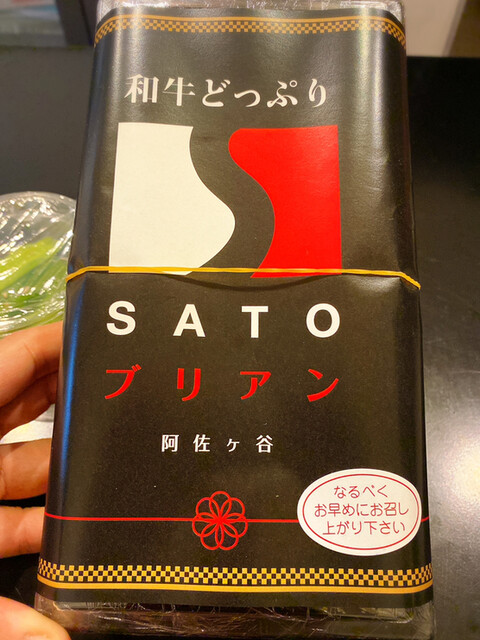 和牛どっぷり
SATO
ブリアン
阿佐ヶ谷
なるべく
お早めにお召し
上がり下さい